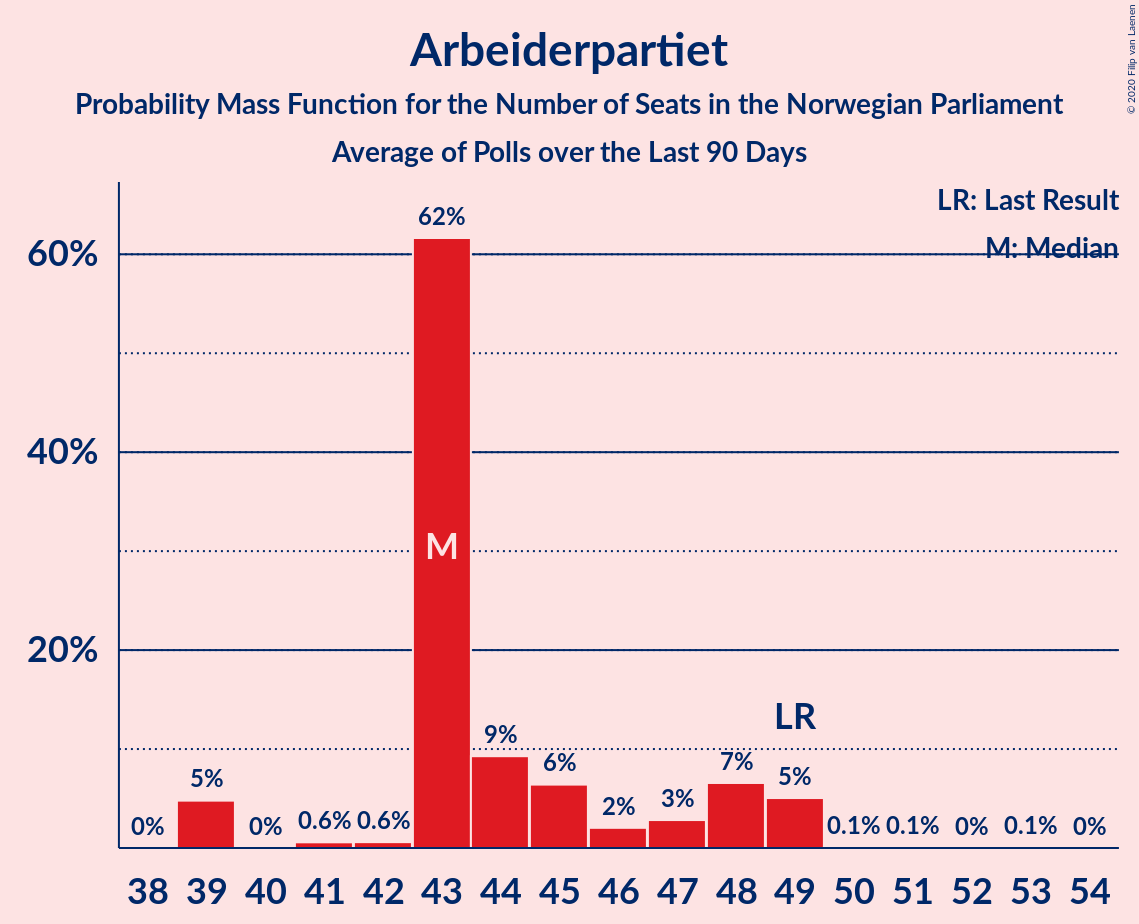 Arbeiderpartiet
Probability Mass Function for the Number of Seats in the Norwegian Parliament
Average of Polls over the Last 90 Days
© 2020 Filip van Laenen
LR: Last Result
M: Median
60%
40%
20%
0% 5% 0% 0.6% 0.6% 62% 9% 6% 2% 3% 7% 5% 0.1% 0.1% 0% 0.1% 0%
M
LR
38 39 40 41 42 43 44 45 46 47 48 49 50 51 52 53 54